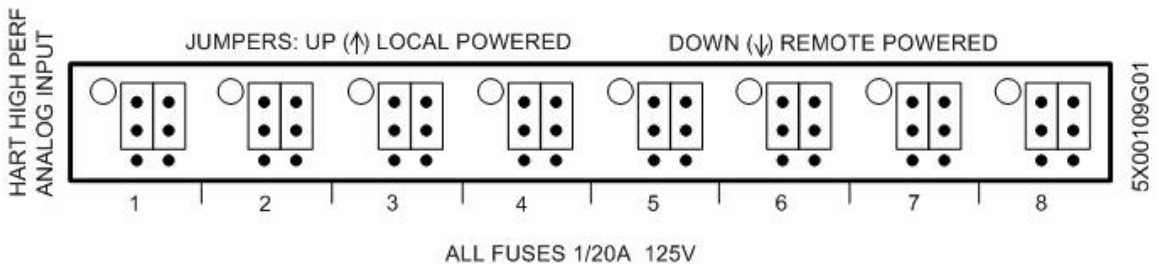 HART HIGH PERF
ANALOG INPUT
JUMPERS: UP (↑) LOCAL POWERED DOWN (↓) REMOTE POWERED
5X00109G01
1 2 3 4 5 6 7 8
ALL FUSES 1/20A 125V